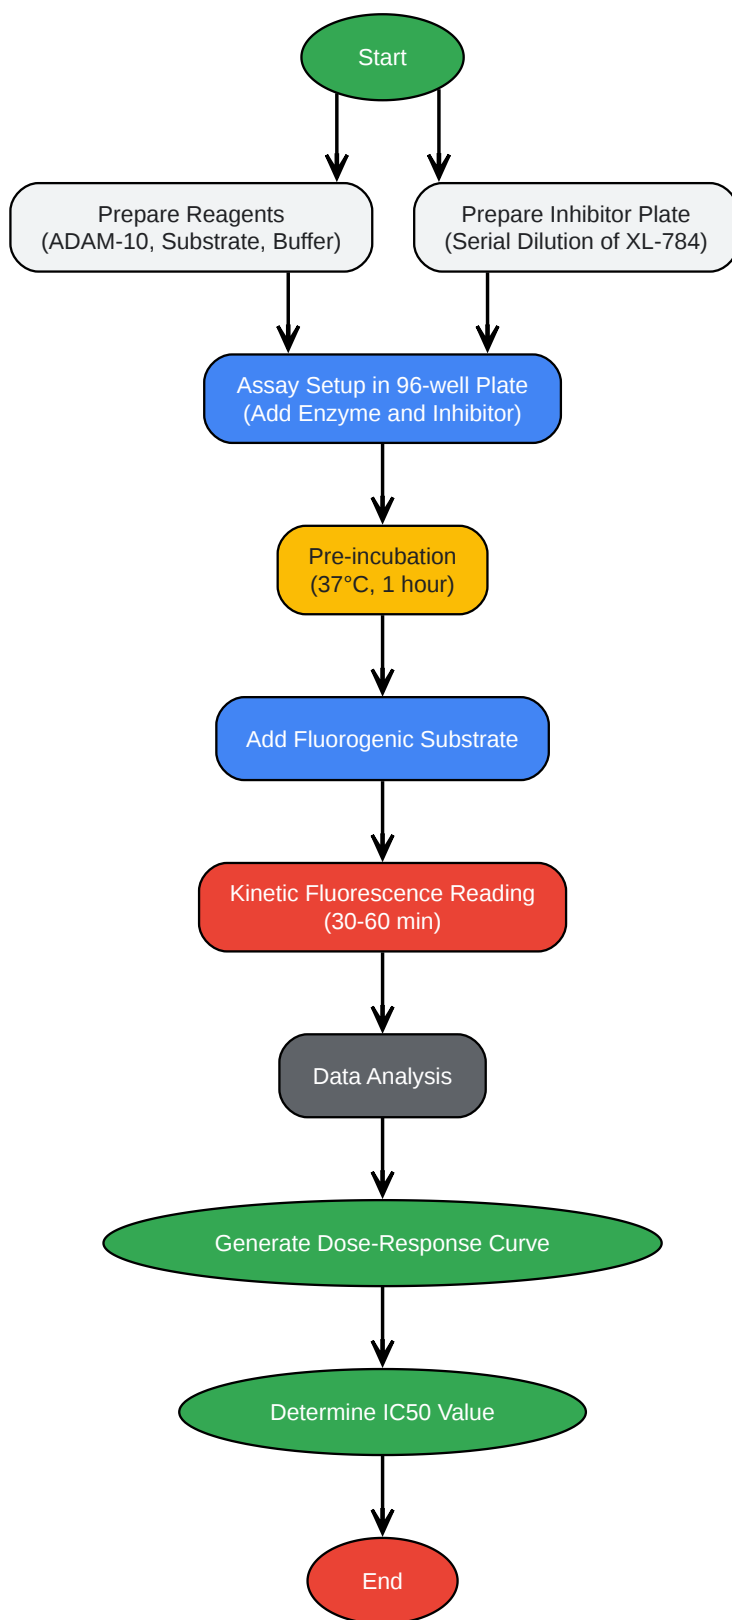 Start
Prepare Reagents
(ADAM-10, Substrate, Buffer)
Prepare Inhibitor Plate
(Serial Dilution of XL-784)
Assay Setup in 96-well Plate
(Add Enzyme and Inhibitor)
Pre-incubation
(37°C, 1 hour)
Add Fluorogenic Substrate
Kinetic Fluorescence Reading
(30-60 min)
Data Analysis
Generate Dose-Response Curve
Determine IC50 Value
End